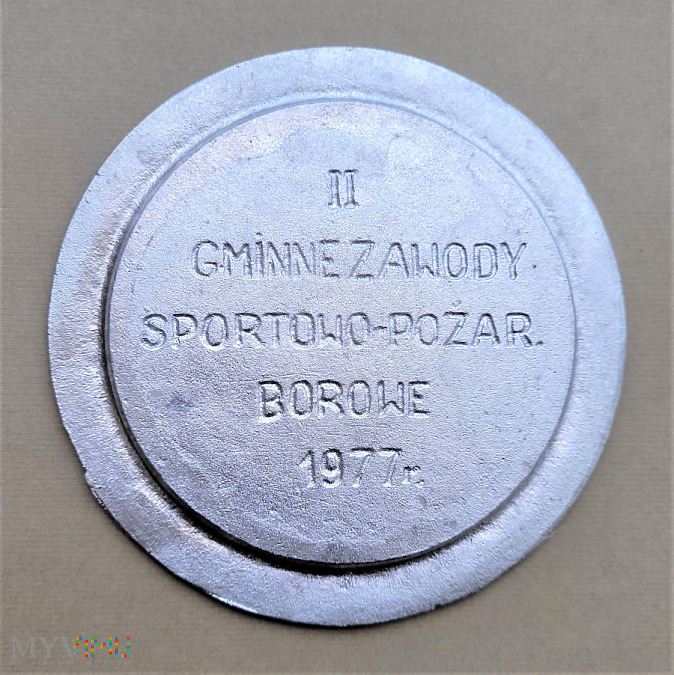 II
GMINNE ZAWODY
SPORTOWO-POŻAR.
BOROWE
1977r.